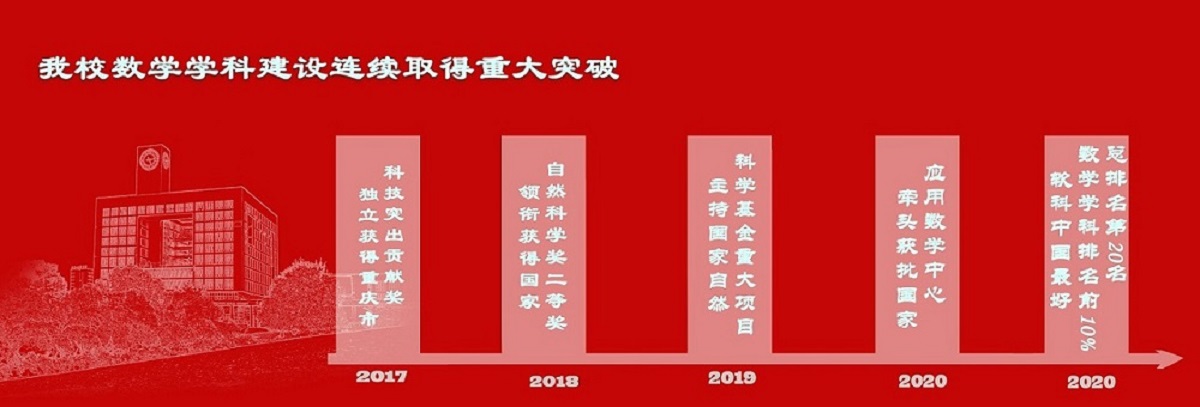 我校数学学科建设连续取得重大突破
独立获得重庆市
科技突出贡献奖
2017
领衔获得国家
自然科学奖二等奖
2018
主持国家自然
科学基金重大项目
2019
牵头获批国家
应用数学中心
2020
软科中国最好
数学学科排名前10%
总排名第20名
2020